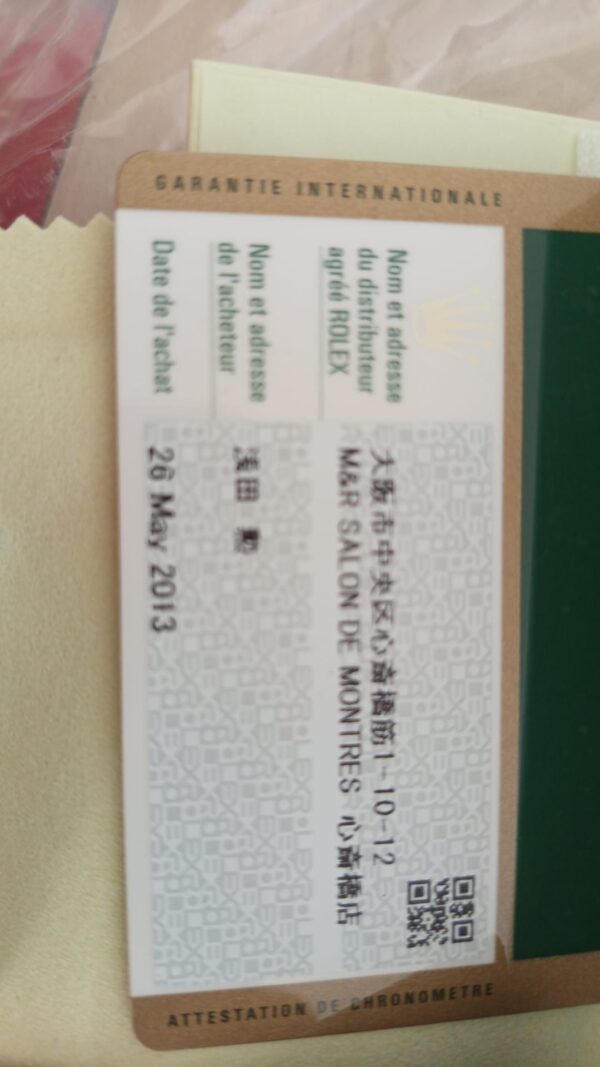 GARANTIE INTERNATIONALE
Nom et adresse
du distributeur
agréé ROLEX
大阪市中央区心斎橋筋1-10-12
M&R SALON DE MONTRES 心斎橋店
Nom et adresse
de l'acheteur
浅田 勲
Date de l'achat
26 May 2013
ATTESTATION DE CHRONOMETRE